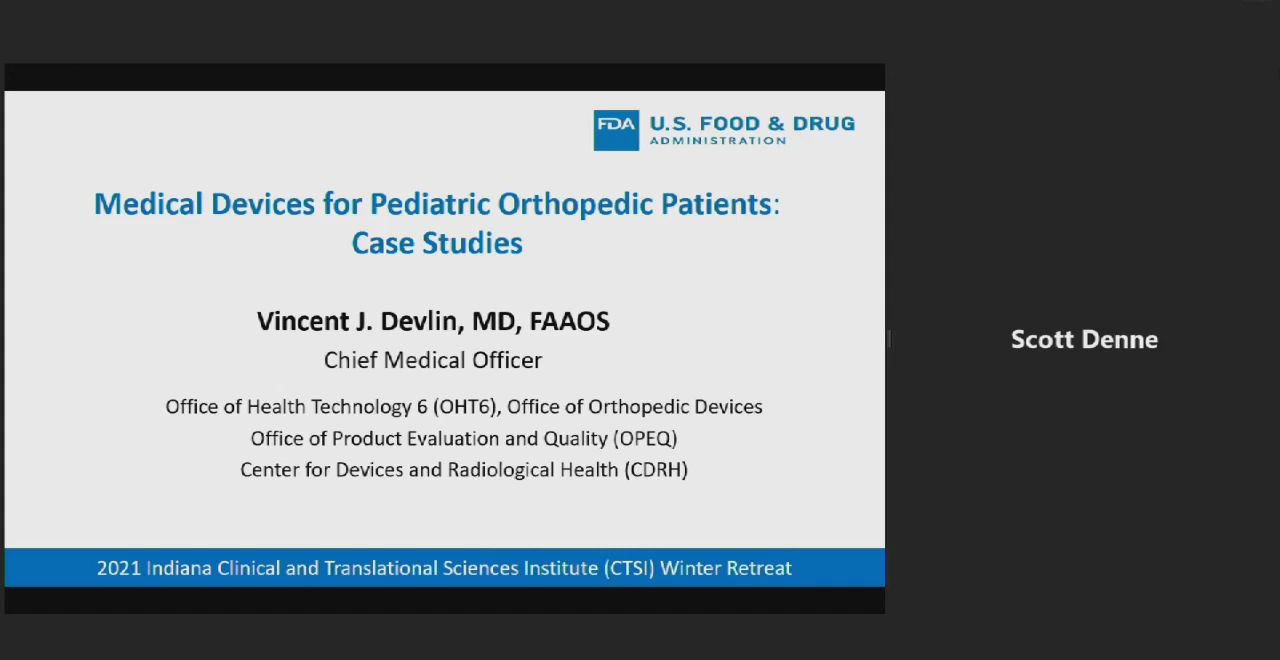 FDA U.S. FOOD & DRUG
ADMINISTRATION
Medical Devices for Pediatric Orthopedic Patients:
Case Studies
Vincent J. Devlin, MD, FAAOS
Chief Medical Officer
Office of Health Technology 6 (OHT6), Office of Orthopedic Devices
Office of Product Evaluation and Quality (OPEQ)
Center for Devices and Radiological Health (CDRH)
2021 Indiana Clinical and Translational Sciences Institute (CTSI) Winter Retreat
Scott Denne